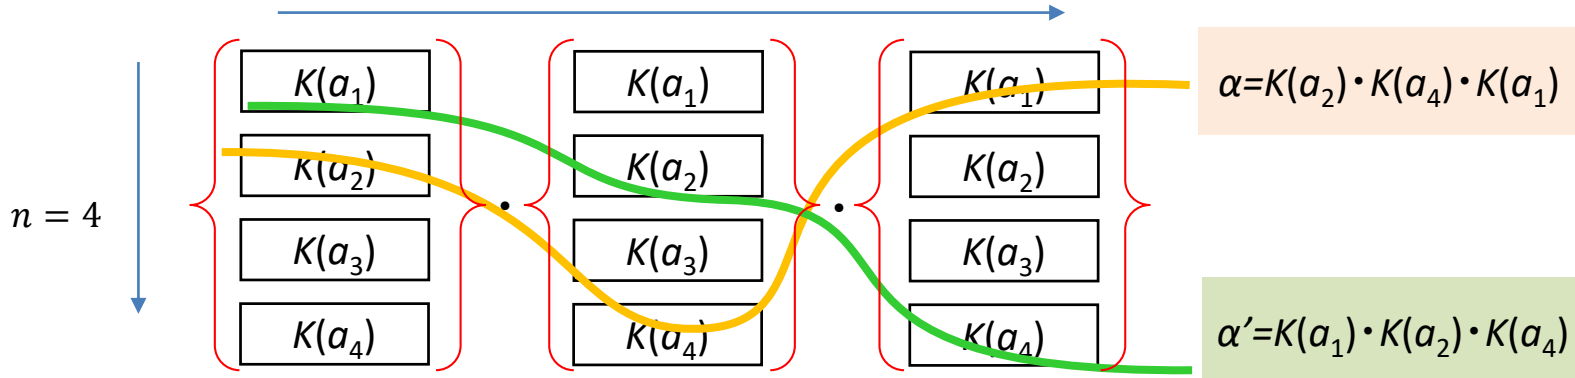 K(a₁) K(a₁) K(a₁) α=K(a₂)・K(a₄)・K(a₁)
K(a₂) K(a₂) K(a₂)
n = 4 · ·
K(a₃) K(a₃) K(a₃)
K(a₄) K(a₄) K(a₄) α’=K(a₁)・K(a₂)・K(a₄)